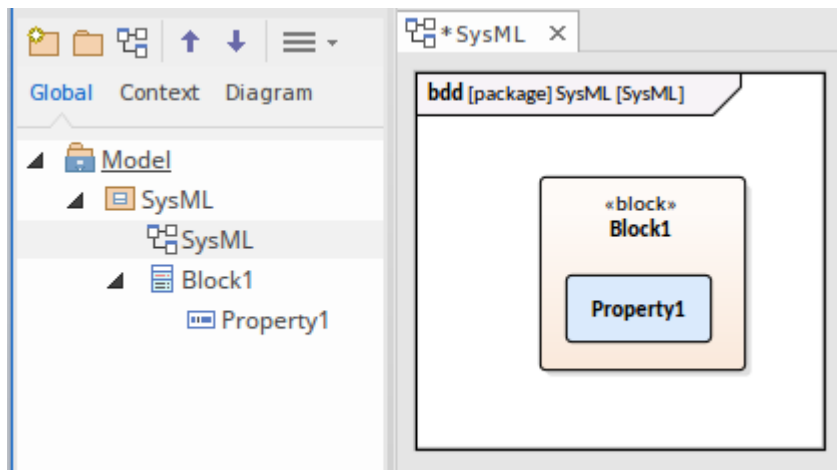 Global Context Diagram
Model
SysML
SysML
Block1
Property1
*SysML
bdd [package] SysML [SysML]
«block»
Block1
Property1